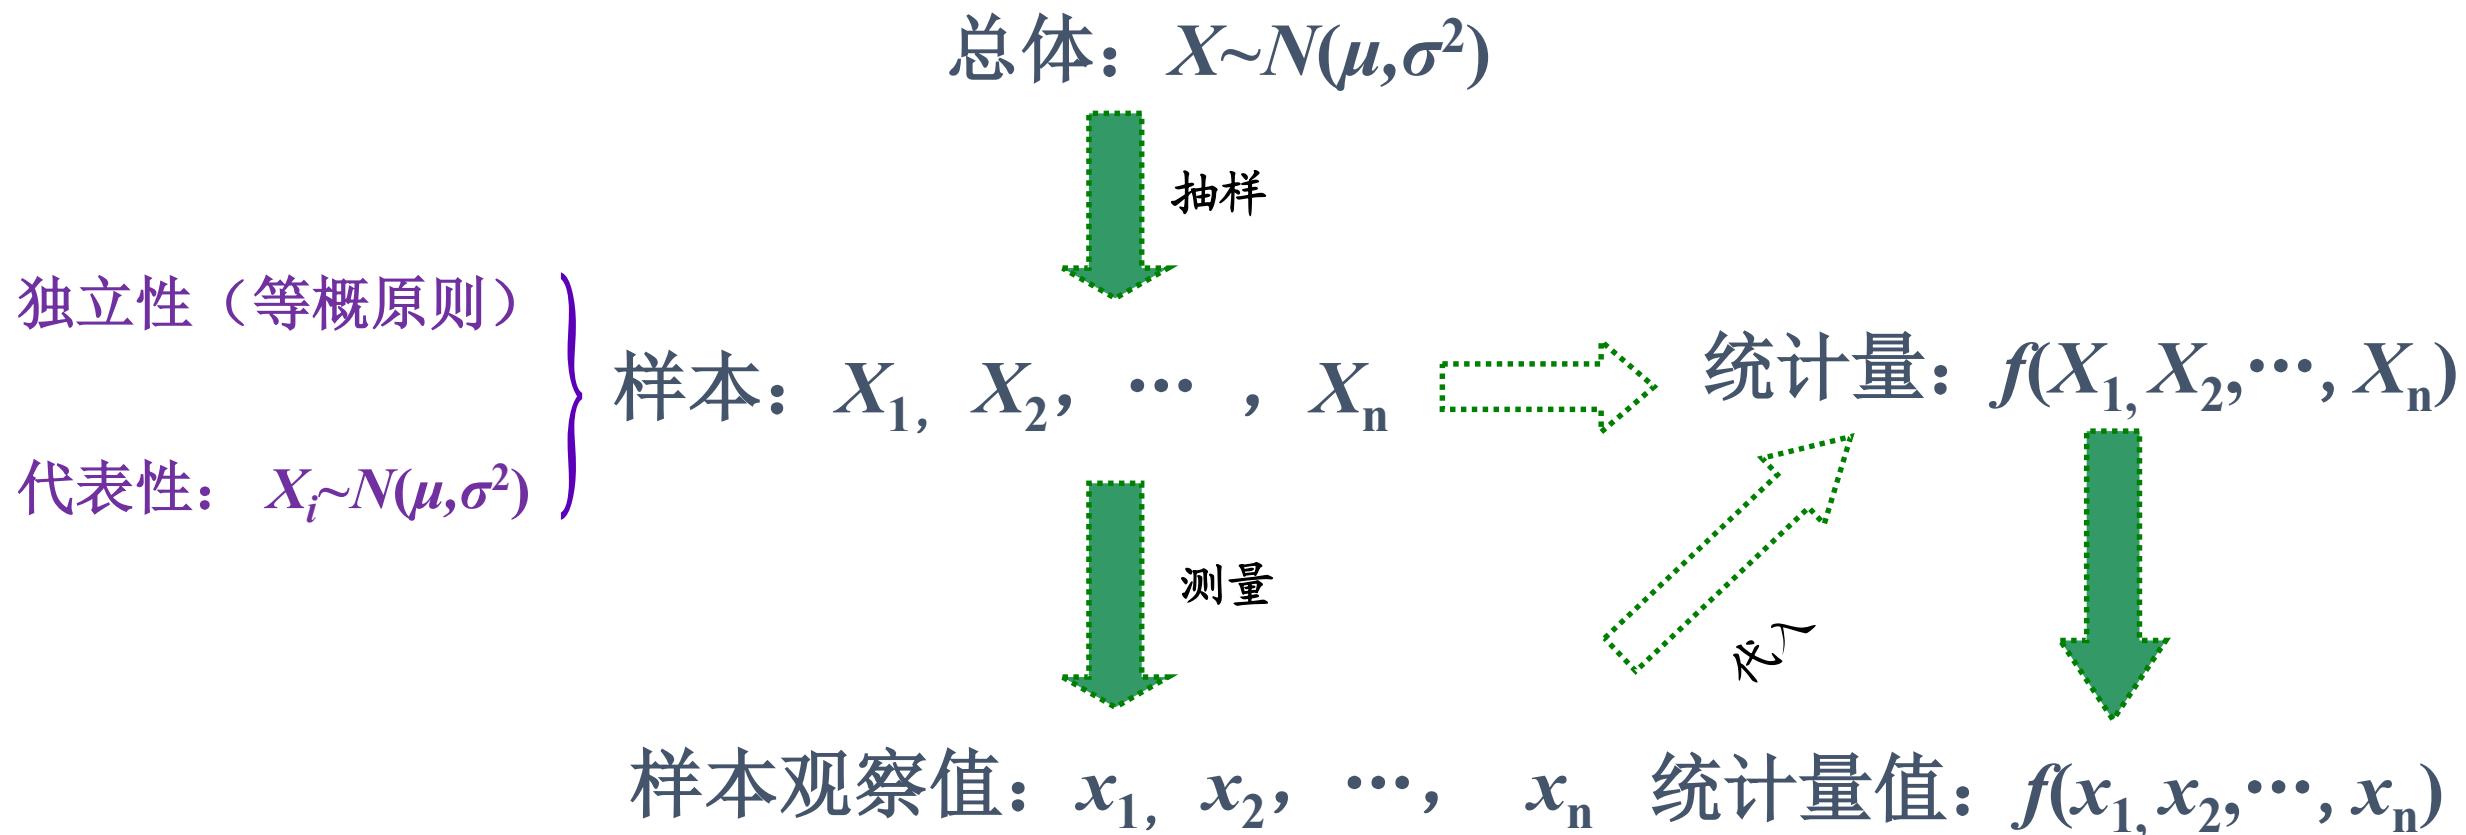 总体：X~N(μ,σ²)
抽样
独立性（等概原则）
样本：X₁，X₂，…，Xₙ
统计量：f(X₁,X₂,…,Xₙ)
代表性：Xᵢ~N(μ,σ²)
测量
代入
样本观察值：x₁，x₂，…，xₙ
统计量值：f(x₁,x₂,…,xₙ)